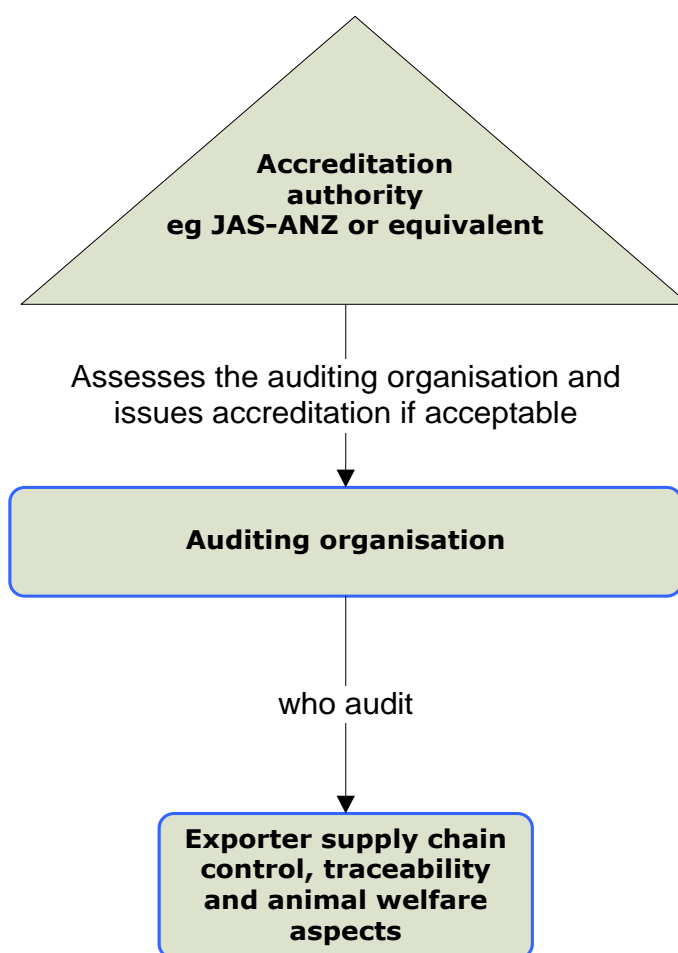 Accreditation
authority
eg JAS-ANZ or equivalent
Assesses the auditing organisation and
issues accreditation if acceptable
Auditing organisation
who audit
Exporter supply chain
control, traceability
and animal welfare
aspects